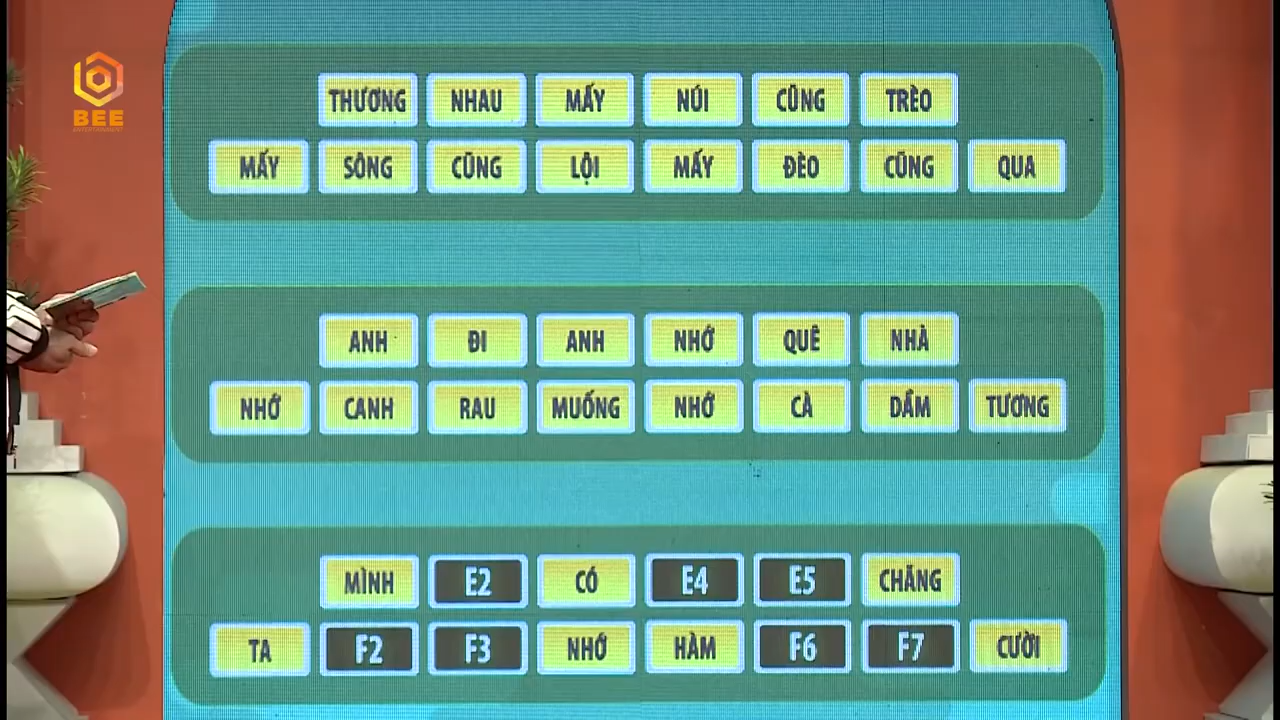 BEE
ENTERTAINMENT
THƯƠNG NHAU MẤY NÚI CŨNG TRÈO
MẤY SÔNG CŨNG LỘI MẤY ĐÈO CŨNG QUA
ANH ĐI ANH NHỚ QUÊ NHÀ
NHỚ CANH RAU MUỐNG NHỚ CÀ DẦM TƯƠNG
MÌNH E2 CÓ E4 E5 CHĂNG
TA F2 F3 NHỚ HÀM F6 F7 CƯỜI